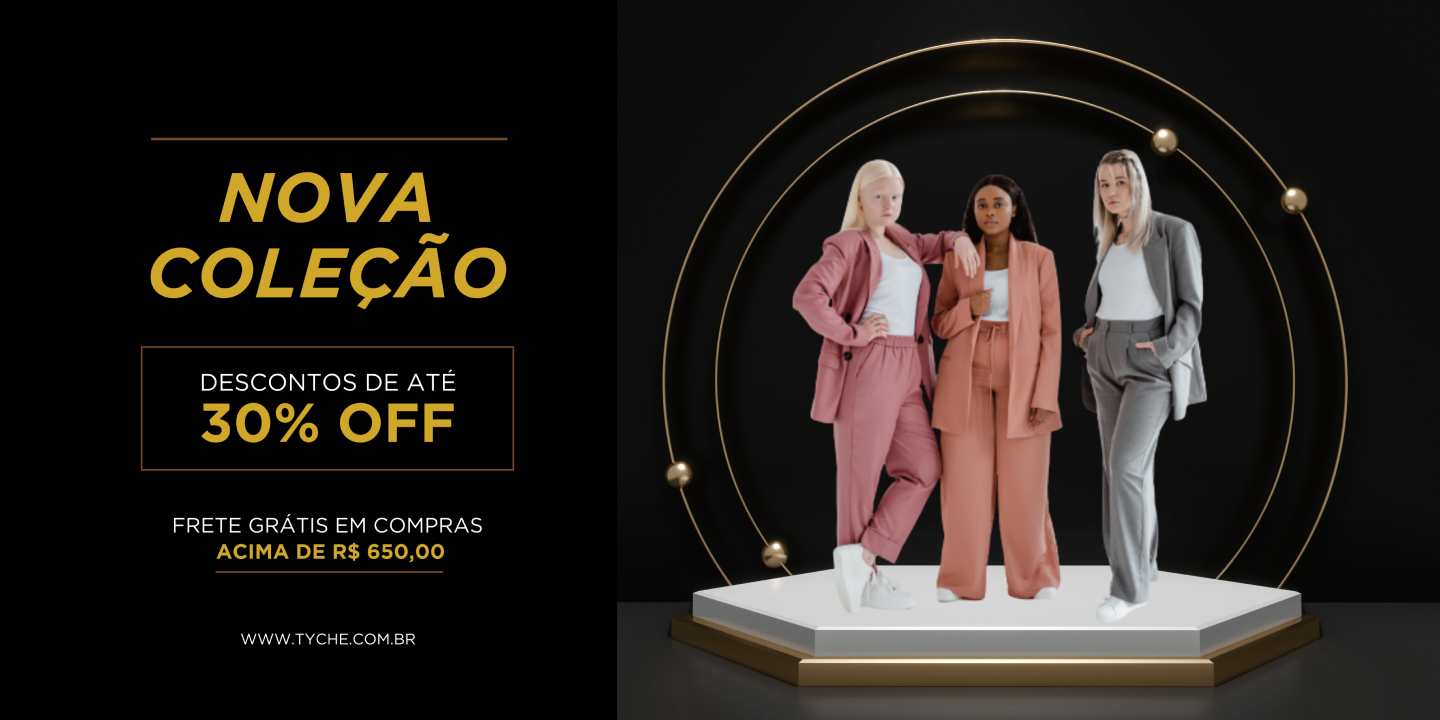 NOVA
COLEÇÃO
DESCONTOS DE ATÉ
30% OFF
FRETE GRÁTIS EM COMPRAS
ACIMA DE R$ 650,00
WWW.TYCHE.COM.BR